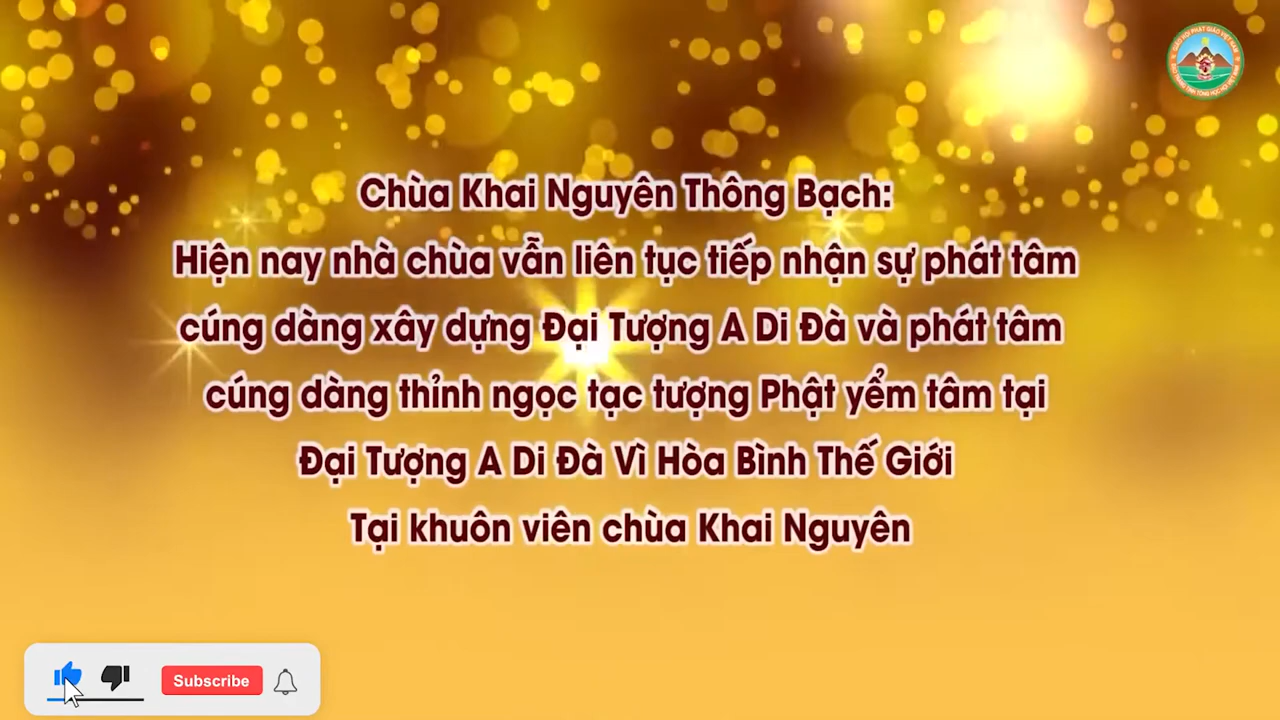 Chùa Khai Nguyên Thông Bạch:
Hiện nay nhà chùa vẫn liên tục tiếp nhận sự phát tâm
cúng dàng xây dựng Đại Tượng A Di Đà và phát tâm
cúng dàng thỉnh ngọc tạc tượng Phật yểm tâm tại
Đại Tượng A Di Đà Vì Hòa Bình Thế Giới
Tại khuôn viên chùa Khai Nguyên
Subscribe